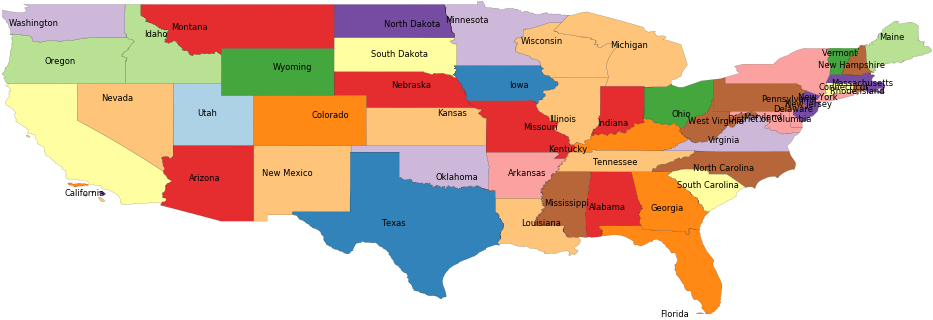 Washington
North Dakota
Minnesota
Montana
Idaho
Wisconsin
Michigan
Maine
Oregon
South Dakota
Vermont
New Hampshire
Wyoming
Nebraska
Iowa
Massachusetts
Connecticut
Rhode Island
Nevada
Utah
Colorado
Kansas
Pennsylvania
New York
New Jersey
Delaware
Ohio
Illinois
Indiana
Missouri
West Virginia
Maryland
District of Columbia
Virginia
Kentucky
Tennessee
North Carolina
Arizona
New Mexico
Oklahoma
Arkansas
South Carolina
California
Mississippi
Alabama
Georgia
Texas
Louisiana
Florida